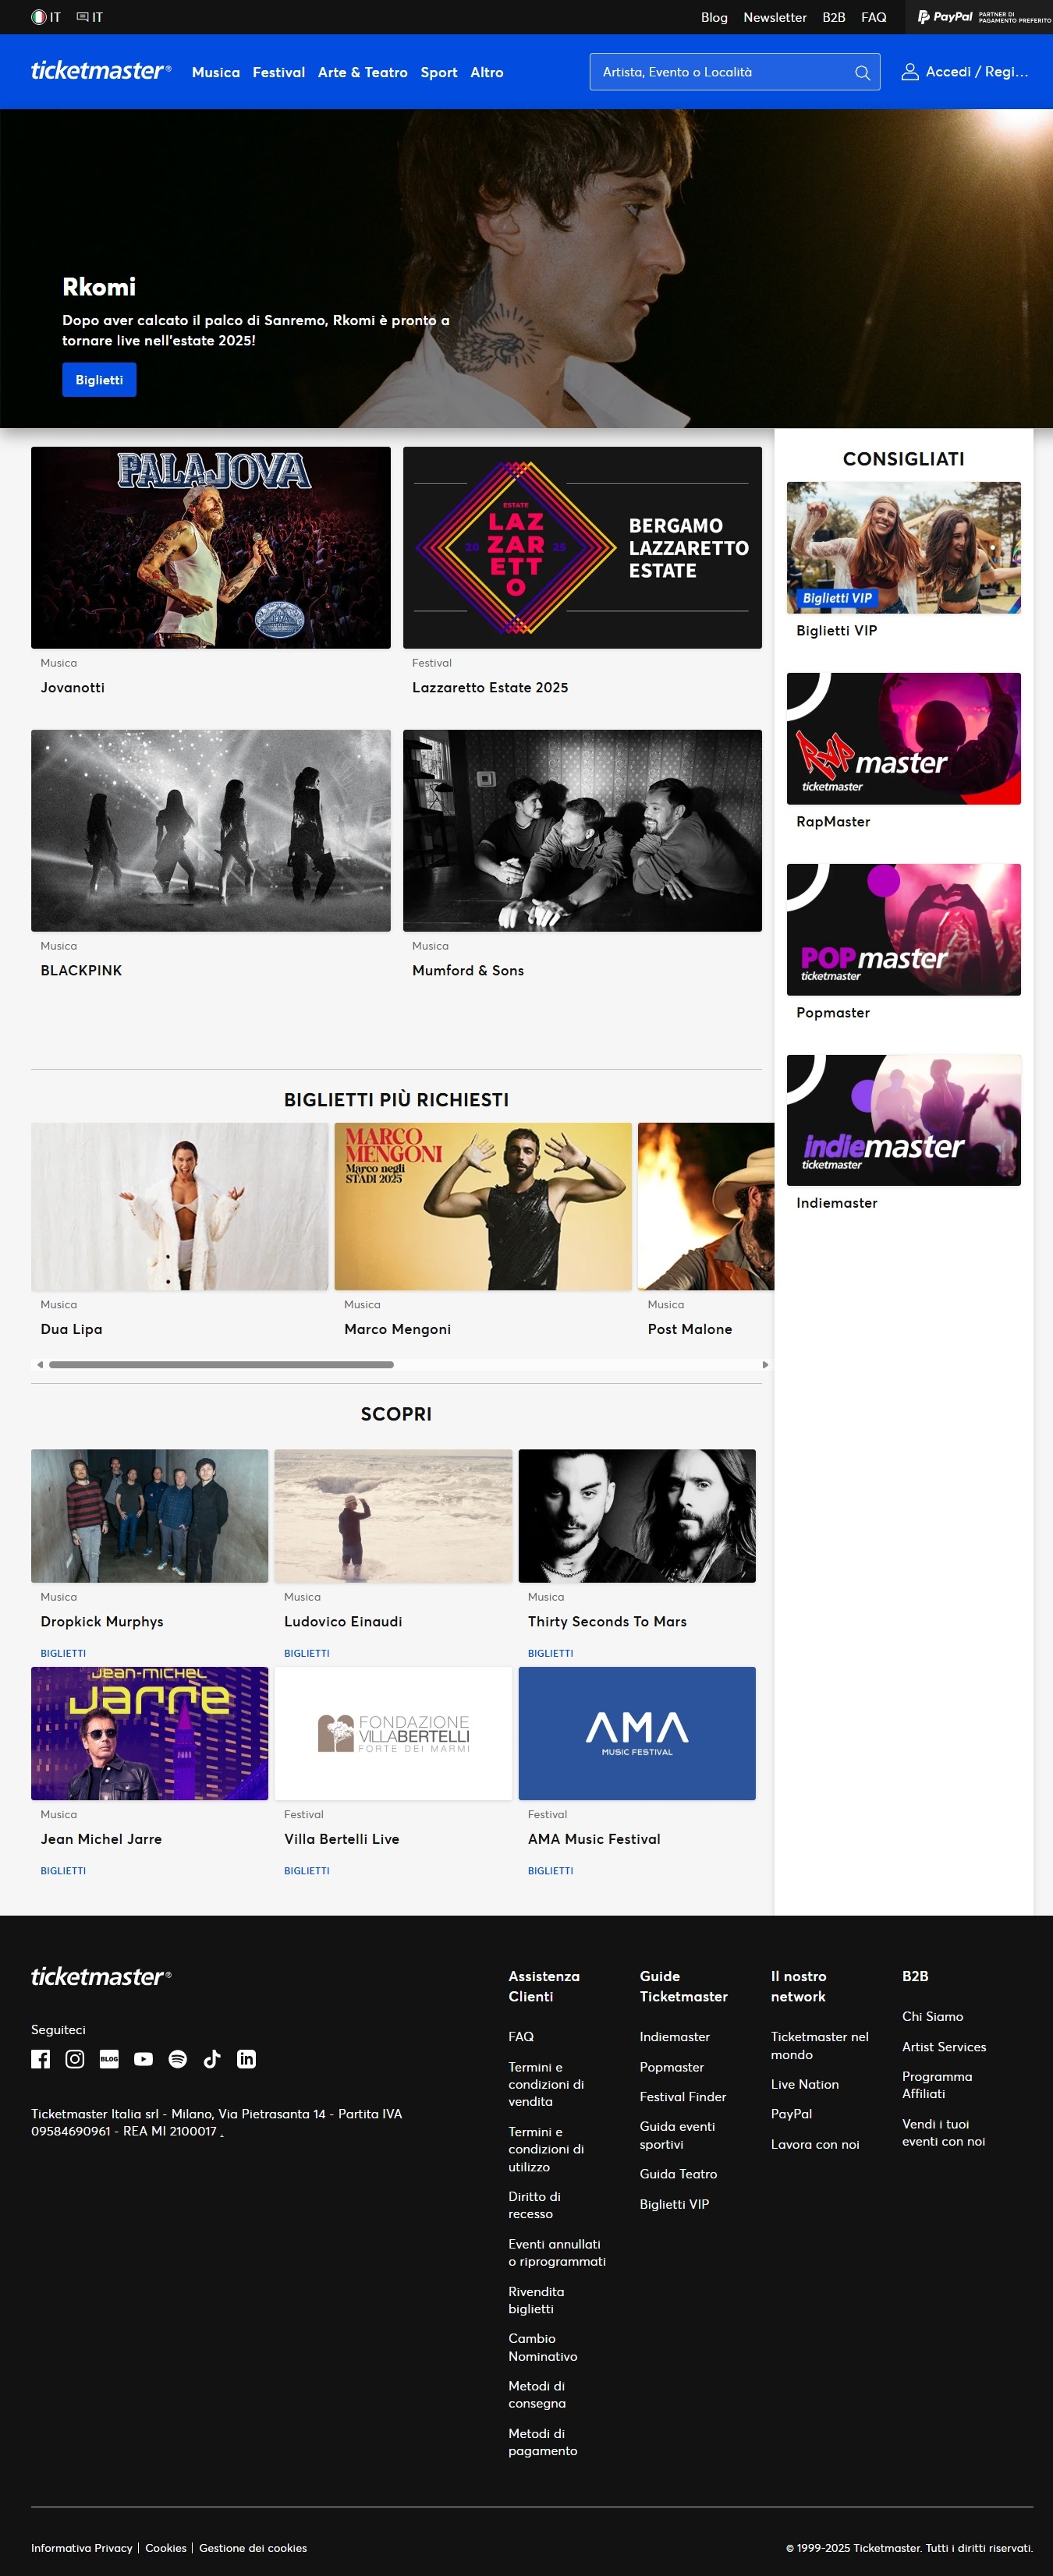 IT
IT
Blog
Newsletter
B2B
FAQ
PayPal
PARTNER DI
PAGAMENTO PREFERITO
ticketmaster®
Musica
Festival
Arte & Teatro
Sport
Altro
Artista, Evento o Località
Accedi / Regi...
Rkomi
Dopo aver calcato il palco di Sanremo, Rkomi è pronto a
tornare live nell'estate 2025!
Biglietti
PALAJOVA
Musica
Jovanotti
ESTATE
LAZ
20 ZAR 25
ETT
O
BERGAMO
LAZZARETTO
ESTATE
Festival
Lazzaretto Estate 2025
Musica
BLACKPINK
Musica
Mumford & Sons
CONSIGLIATI
Biglietti VIP
Biglietti VIP
RAP master
ticketmaster
RapMaster
POPmaster
ticketmaster
Popmaster
indiemaster
ticketmaster
Indiemaster
BIGLIETTI PIÙ RICHIESTI
Musica
Dua Lipa
MARCO
MENGONI
Marco negli
STADI 2025
Musica
Marco Mengoni
Musica
Post Malone
SCOPRI
Musica
Dropkick Murphys
BIGLIETTI
Musica
Ludovico Einaudi
BIGLIETTI
Musica
Thirty Seconds To Mars
BIGLIETTI
Jean-Michel
Jarre
Musica
Jean Michel Jarre
BIGLIETTI
FONDAZIONE
VILLABERTELLI
FORTE DEI MARMI
Festival
Villa Bertelli Live
BIGLIETTI
AMA
MUSIC FESTIVAL
Festival
AMA Music Festival
BIGLIETTI
ticketmaster®
Seguiteci
BLOG
Ticketmaster Italia srl - Milano, Via Pietrasanta 14 - Partita IVA
09584690961 - REA MI 2100017 .
Assistenza
Clienti
FAQ
Termini e
condizioni di
vendita
Termini e
condizioni di
utilizzo
Diritto di
recesso
Eventi annullati
o riprogrammati
Rivendita
biglietti
Cambio
Nominativo
Metodi di
consegna
Metodi di
pagamento
Guide
Ticketmaster
Indiemaster
Popmaster
Festival Finder
Guida eventi
sportivi
Guida Teatro
Biglietti VIP
Il nostro
network
Ticketmaster nel
mondo
Live Nation
PayPal
Lavora con noi
B2B
Chi Siamo
Artist Services
Programma
Affiliati
Vendi i tuoi
eventi con noi
Informativa Privacy | Cookies | Gestione dei cookies
© 1999-2025 Ticketmaster. Tutti i diritti riservati.